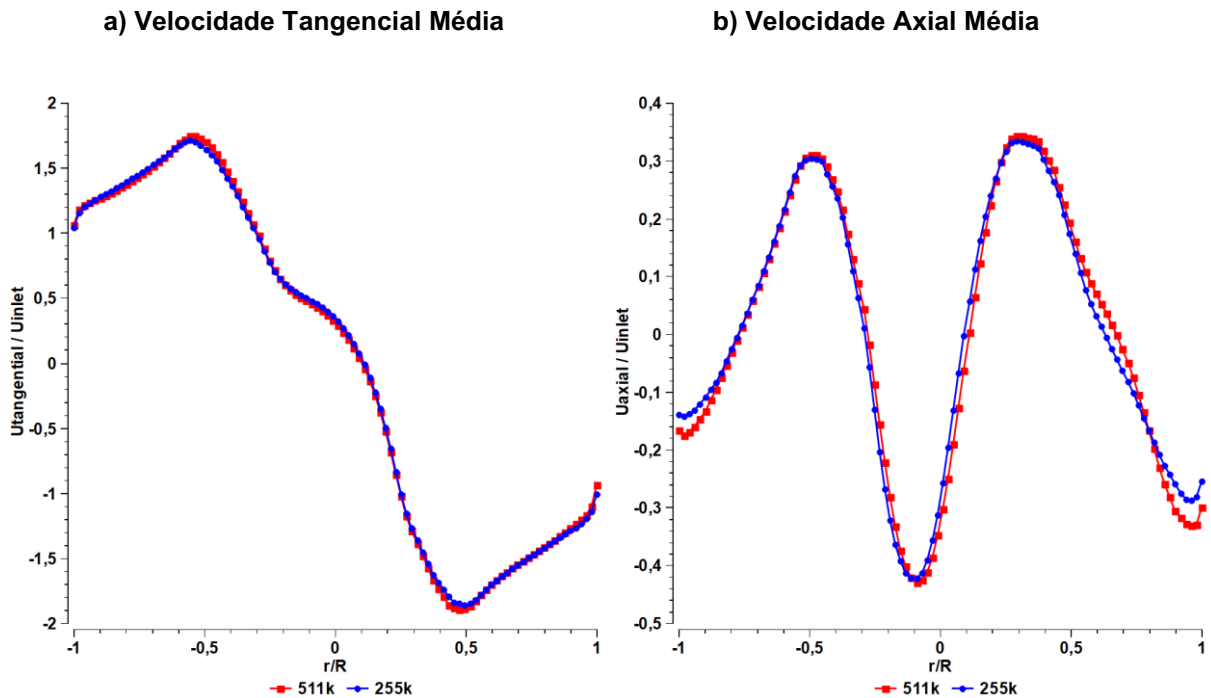 a) Velocidade Tangencial Média
b) Velocidade Axial Média
2
1.5
1
0.5
0
-0,5
-1
-1.5
-2
Utangential / Uinlet
-1
-0,5
0
0,5
1
r/R
511k
255k
0,4
0,3
0,2
0,1
0
-0,1
-0,2
-0,3
-0,4
-0,5
Uaxial / Uinlet
-1
-0,5
0
0,5
1
r/R
511k
255k